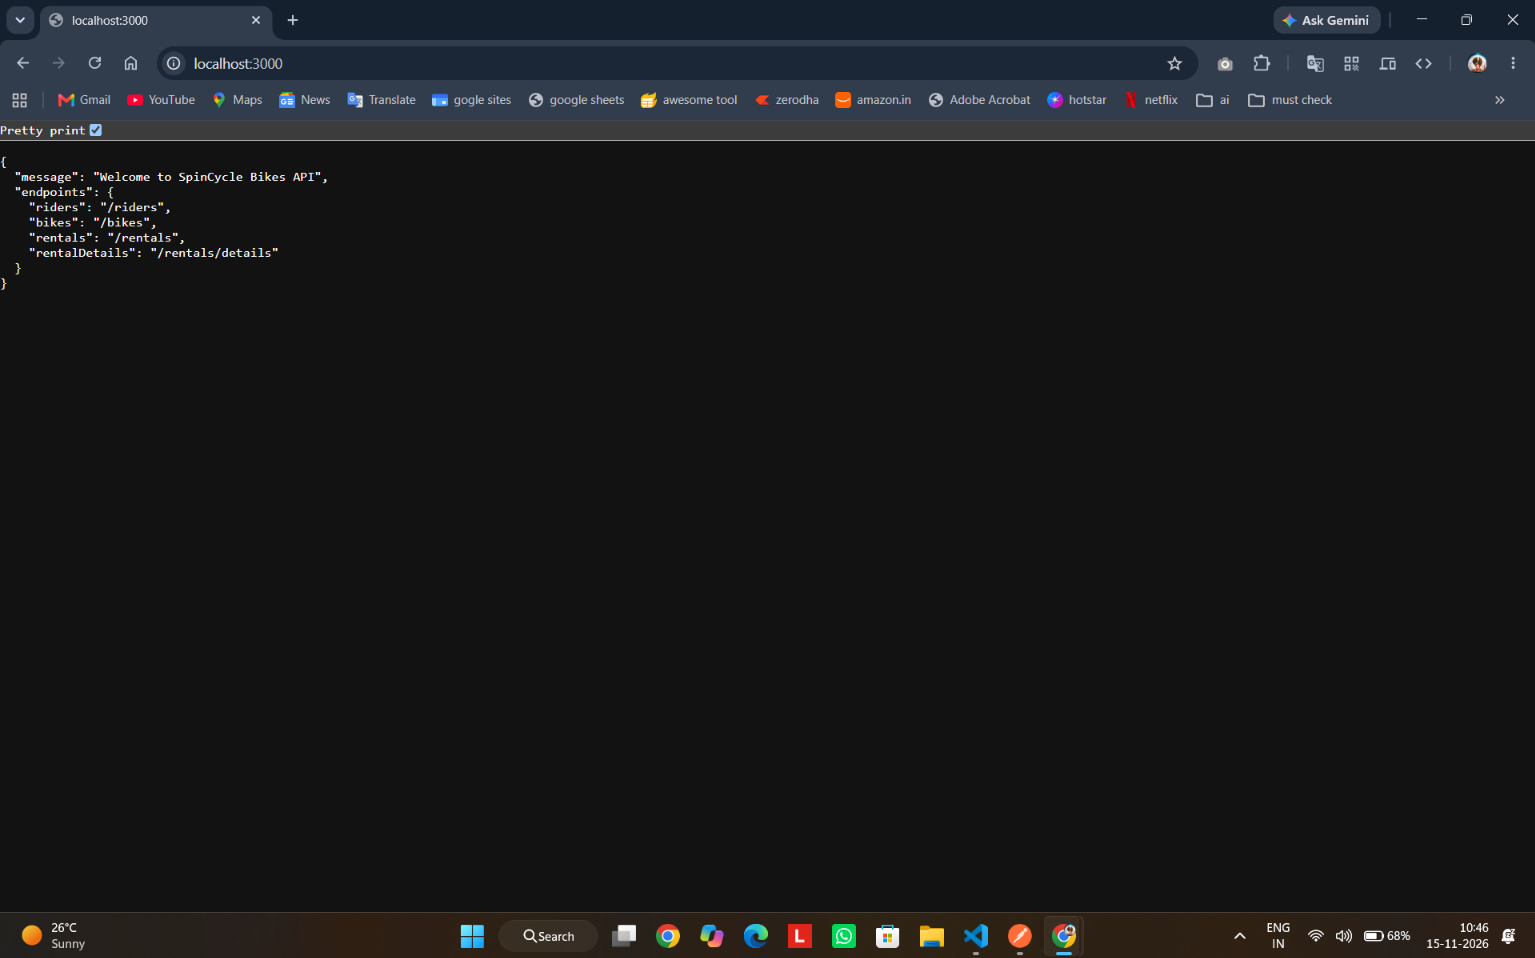 localhost:3000
Ask Gemini
localhost:3000
Gmail YouTube Maps News Translate gogle sites google sheets awesome tool zerodha amazon.in Adobe Acrobat hotstar netflix ai must check »
Pretty print
{
  "message": "Welcome to SpinCycle Bikes API",
  "endpoints": {
    "riders": "/riders",
    "bikes": "/bikes",
    "rentals": "/rentals",
    "rentalDetails": "/rentals/details"
  }
}
26°C
Sunny
Search
L
ENG
IN
68%
10:46
15-11-2026